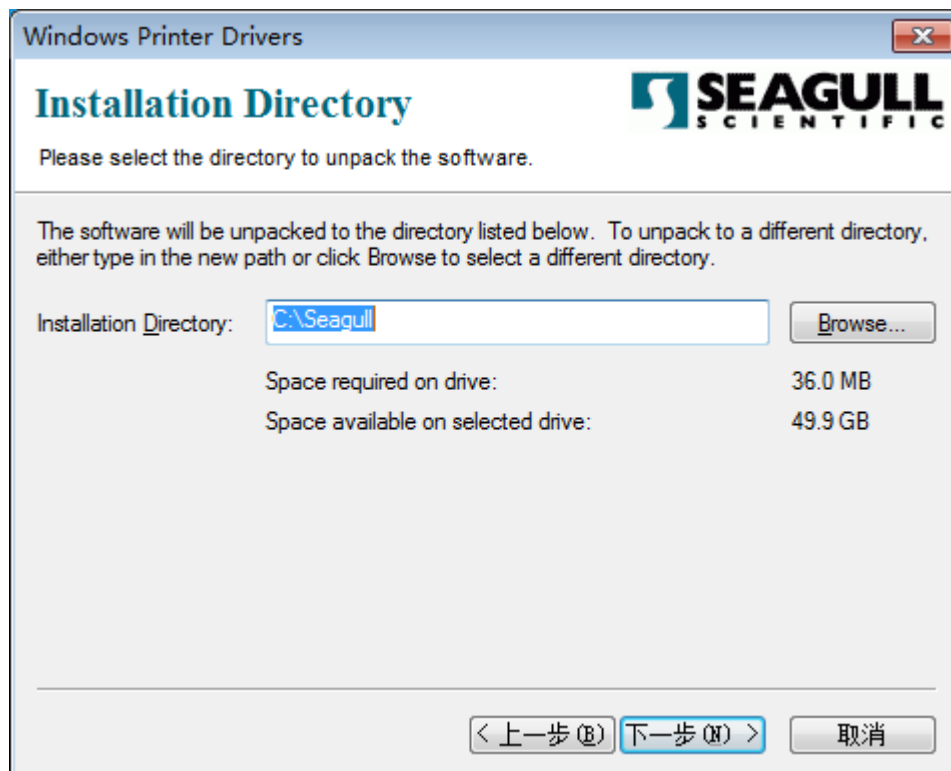 Windows Printer Drivers
Installation Directory
SEAGULL
SCIENTIFIC
Please select the directory to unpack the software.
The software will be unpacked to the directory listed below.  To unpack to a different directory,
either type in the new path or click Browse to select a different directory.
Installation Directory: C:\Seagull Browse...
Space required on drive: 36.0 MB
Space available on selected drive: 49.9 GB
< 上一步(B) 下一步(N) > 取消